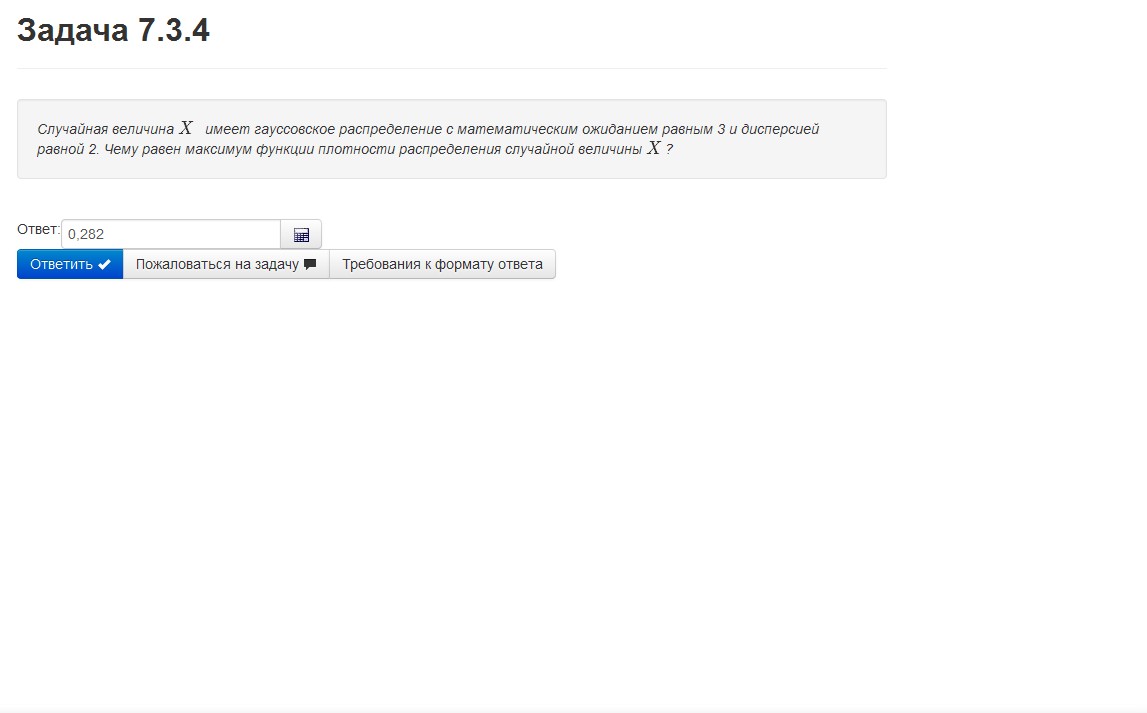 Задача 7.3.4
Случайная величина X имеет гауссовское распределение с математическим ожиданием равным 3 и дисперсией
равной 2. Чему равен максимум функции плотности распределения случайной величины X ?
Ответ: 0,282
Ответить Пожаловаться на задачу Требования к формату ответа